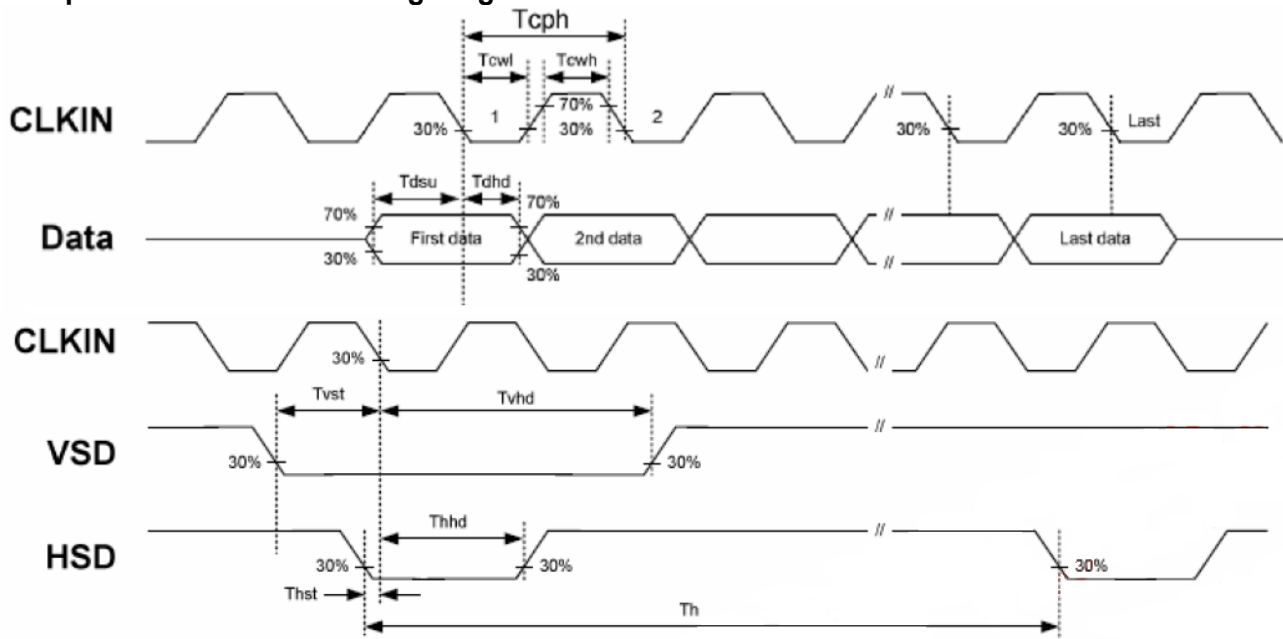 Tcph
Tcwl Tcwh
CLKIN 30% 1 70% 30% 2 // 30% 30% Last
Tdsu Tdhd
70% 70%
Data First data 2nd data // // Last data
30% 30%
CLKIN 30% //
Tvst Tvhd
VSD 30% 30% //
Thhd
HSD 30% 30% // 30%
Thst
Th